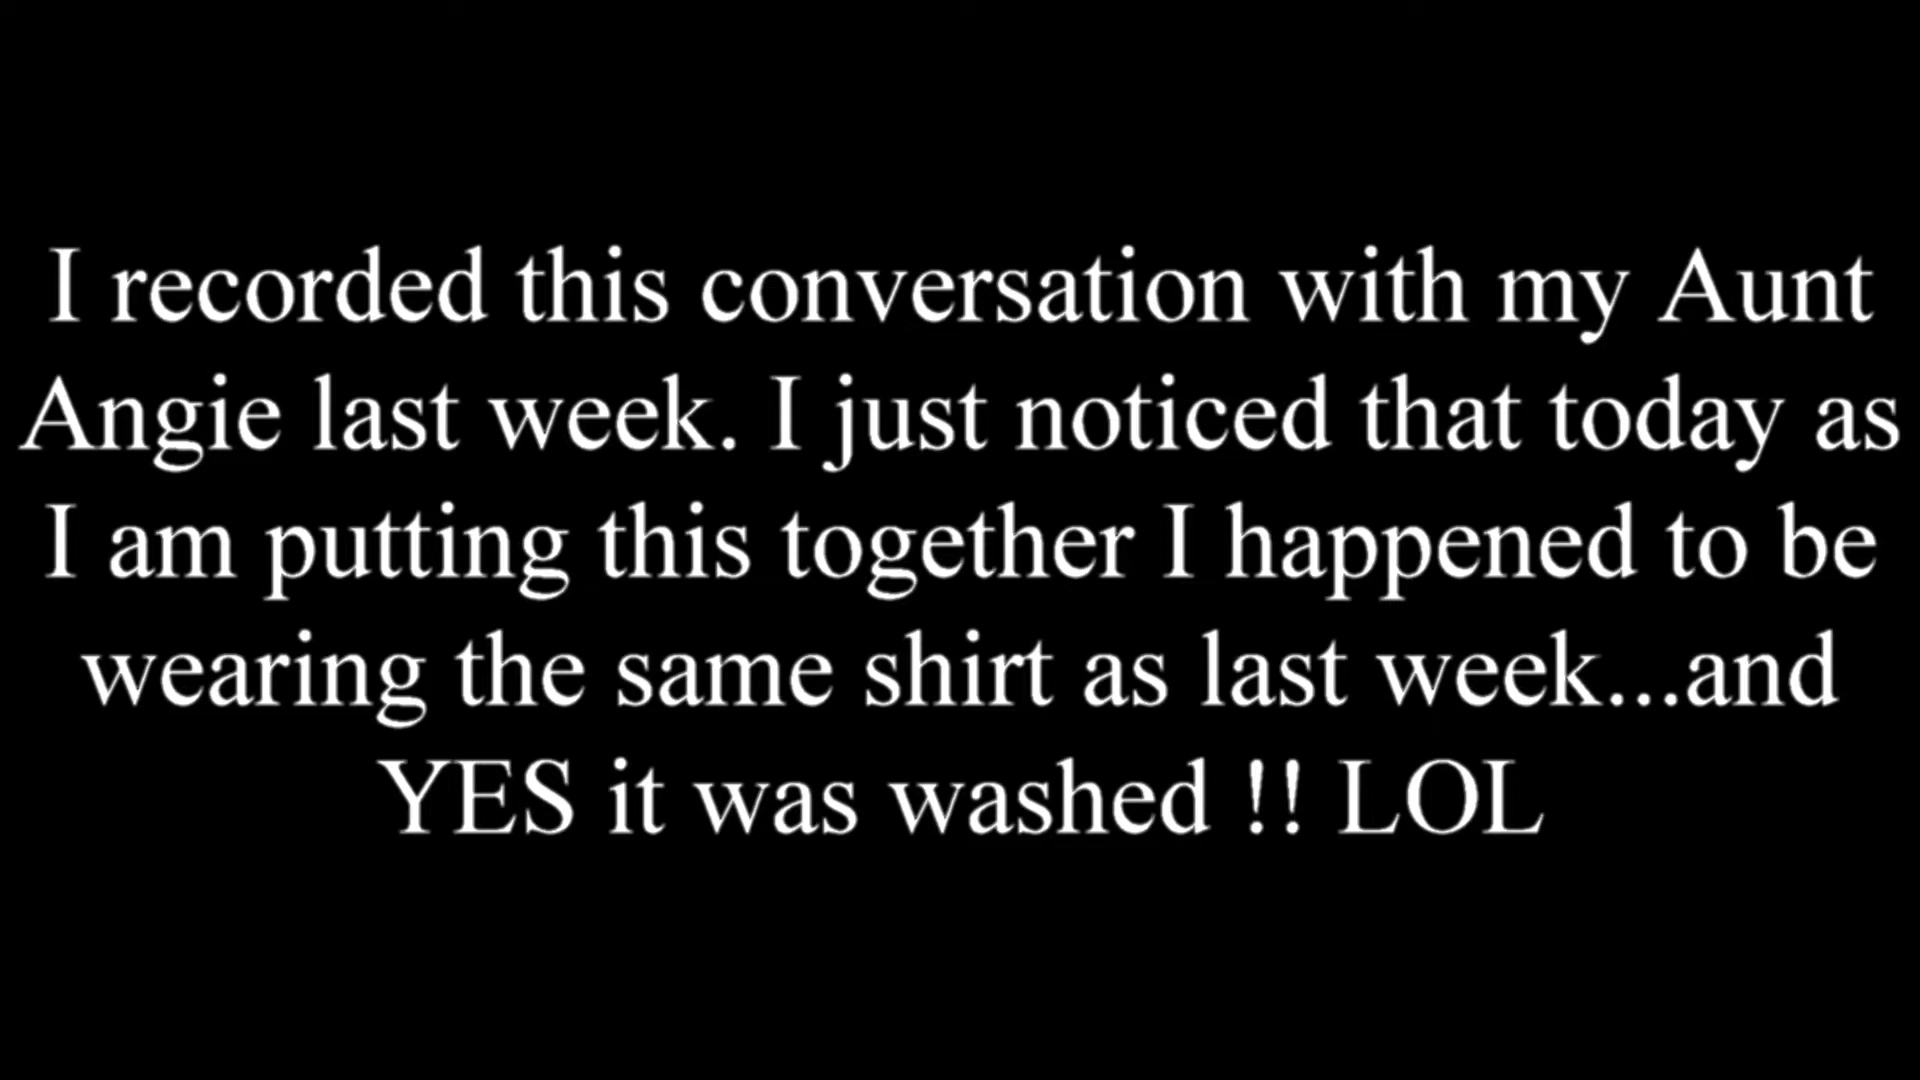 I recorded this conversation with my Aunt
Angie last week. I just noticed that today as
I am putting this together I happened to be
wearing the same shirt as last week...and
YES it was washed !! LOL